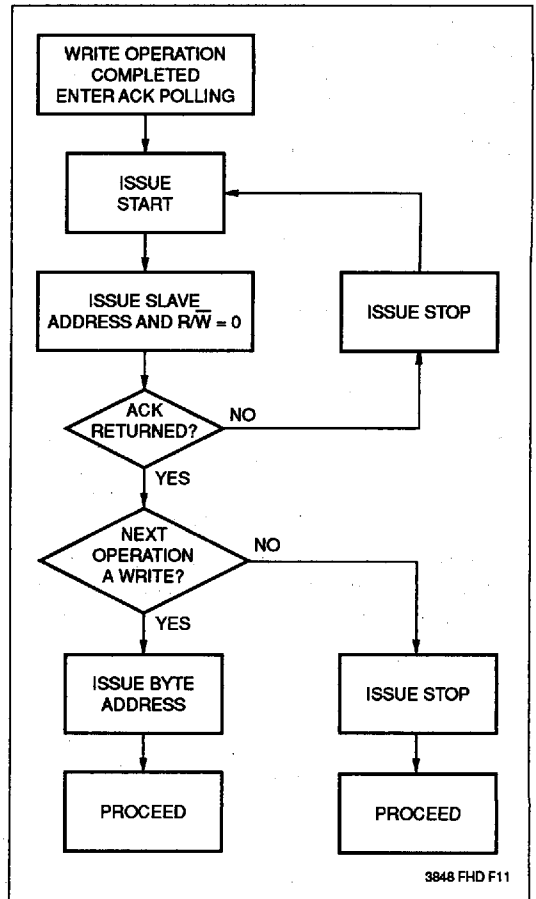 WRITE OPERATION
COMPLETED
ENTER ACK POLLING
ISSUE
START
ISSUE SLAVE
ADDRESS AND R/W̅ = 0
ISSUE STOP
ACK
RETURNED?
NO
YES
NEXT
OPERATION
A WRITE?
NO
YES
ISSUE BYTE
ADDRESS
ISSUE STOP
PROCEED
PROCEED
3848 FHD F11